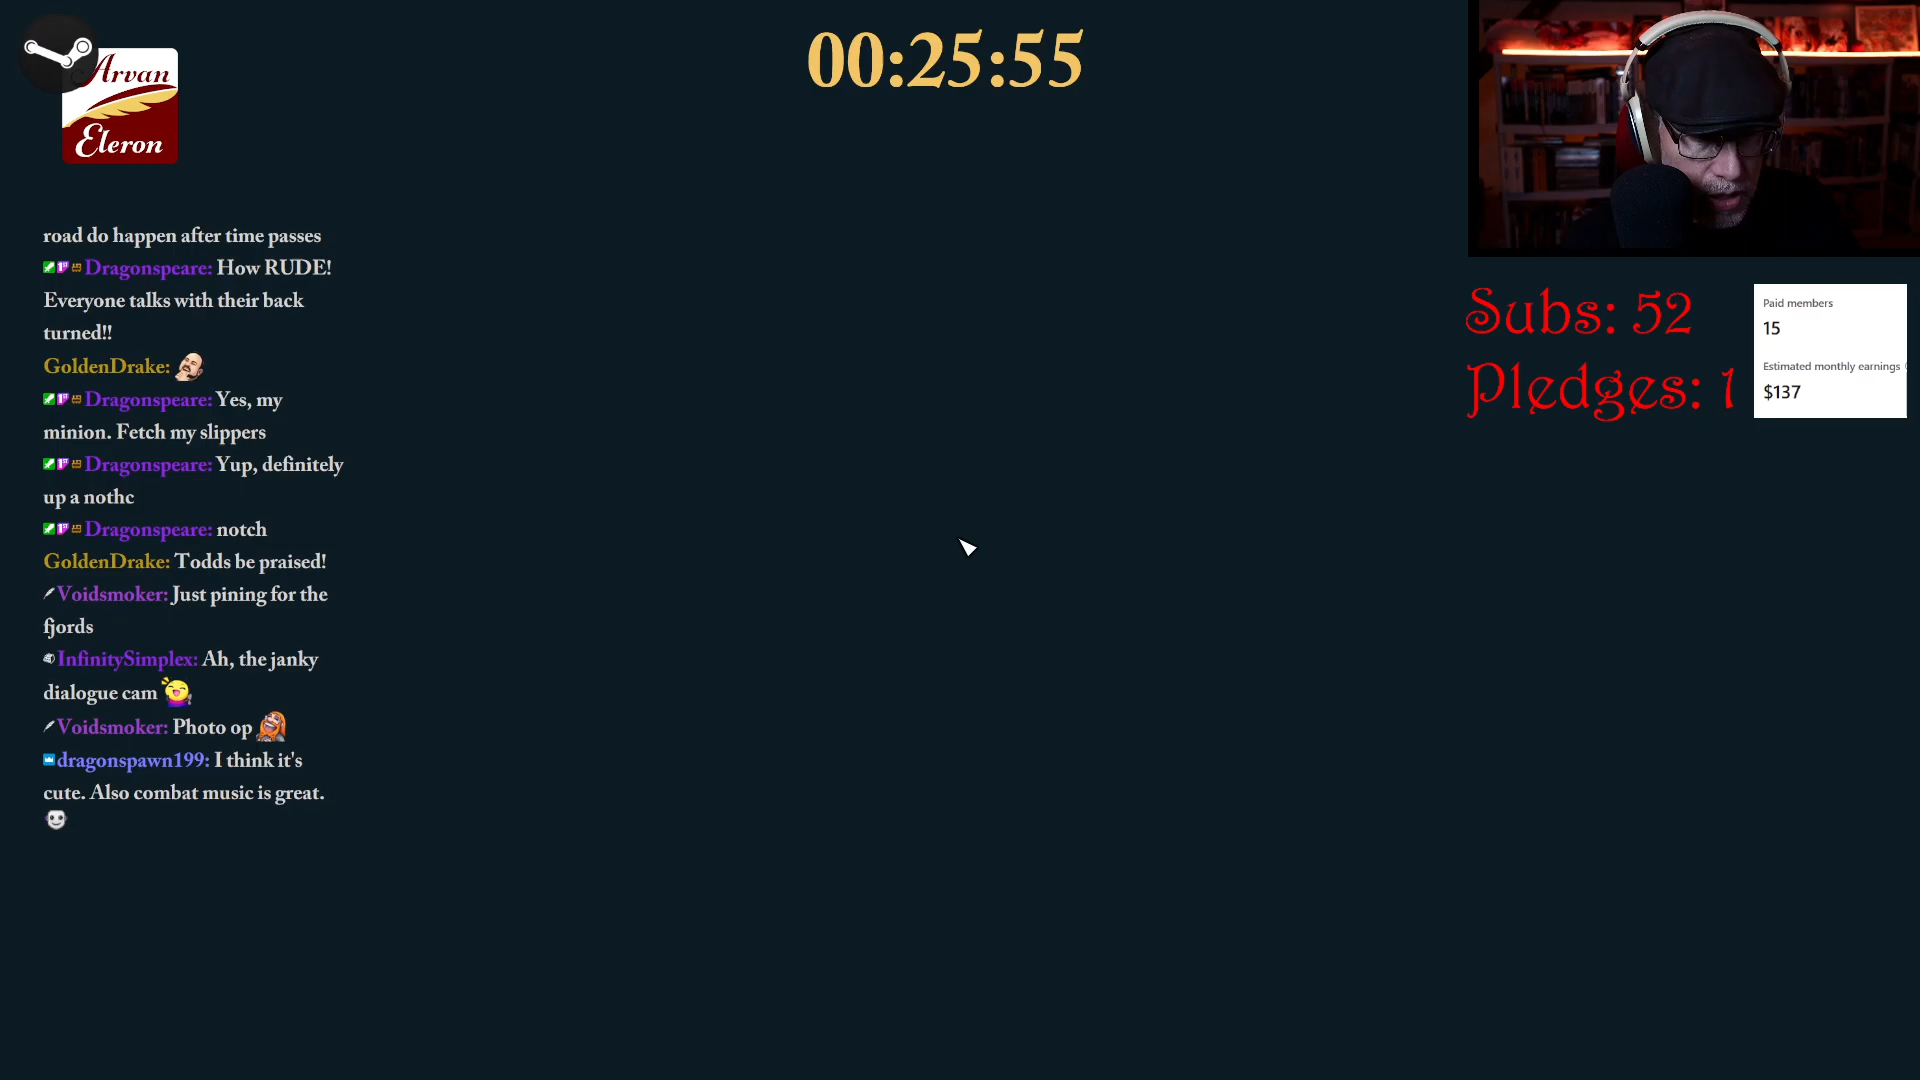 00:25:55
Arvan
Eleron
road do happen after time passes
Dragonspeare: How RUDE!
Everyone talks with their back
turned!!
GoldenDrake:
Dragonspeare: Yes, my
minion. Fetch my slippers
Dragonspeare: Yup, definitely
up a nothc
Dragonspeare: notch
GoldenDrake: Todds be praised!
Voidsmoker: Just pining for the
fjords
InfinitySimplex: Ah, the janky
dialogue cam
Voidsmoker: Photo op
dragonspawn199: I think it's
cute. Also combat music is great.
Subs: 52
Pledges: 1
Paid members
15
Estimated monthly earnings
$137